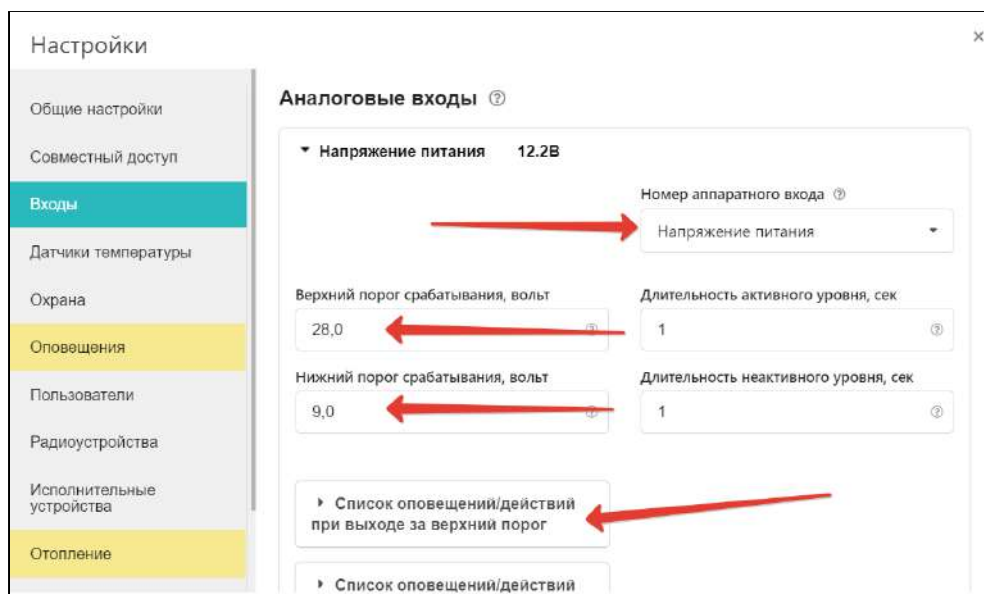 Настройки
×
Общие настройки
Совместный доступ
Входы
Датчики температуры
Охрана
Оповещения
Пользователи
Радиоустройства
Исполнительные
устройства
Отопление
Аналоговые входы ?
Напряжение питания 12.2В
Номер аппаратного входа ?
Напряжение питания
Верхний порог срабатывания, вольт
28,0 ?
Длительность активного уровня, сек
1 ?
Нижний порог срабатывания, вольт
9,0 ?
Длительность неактивного уровня, сек
1 ?
Список оповещений/действий
при выходе за верхний порог
Список оповещений/действий